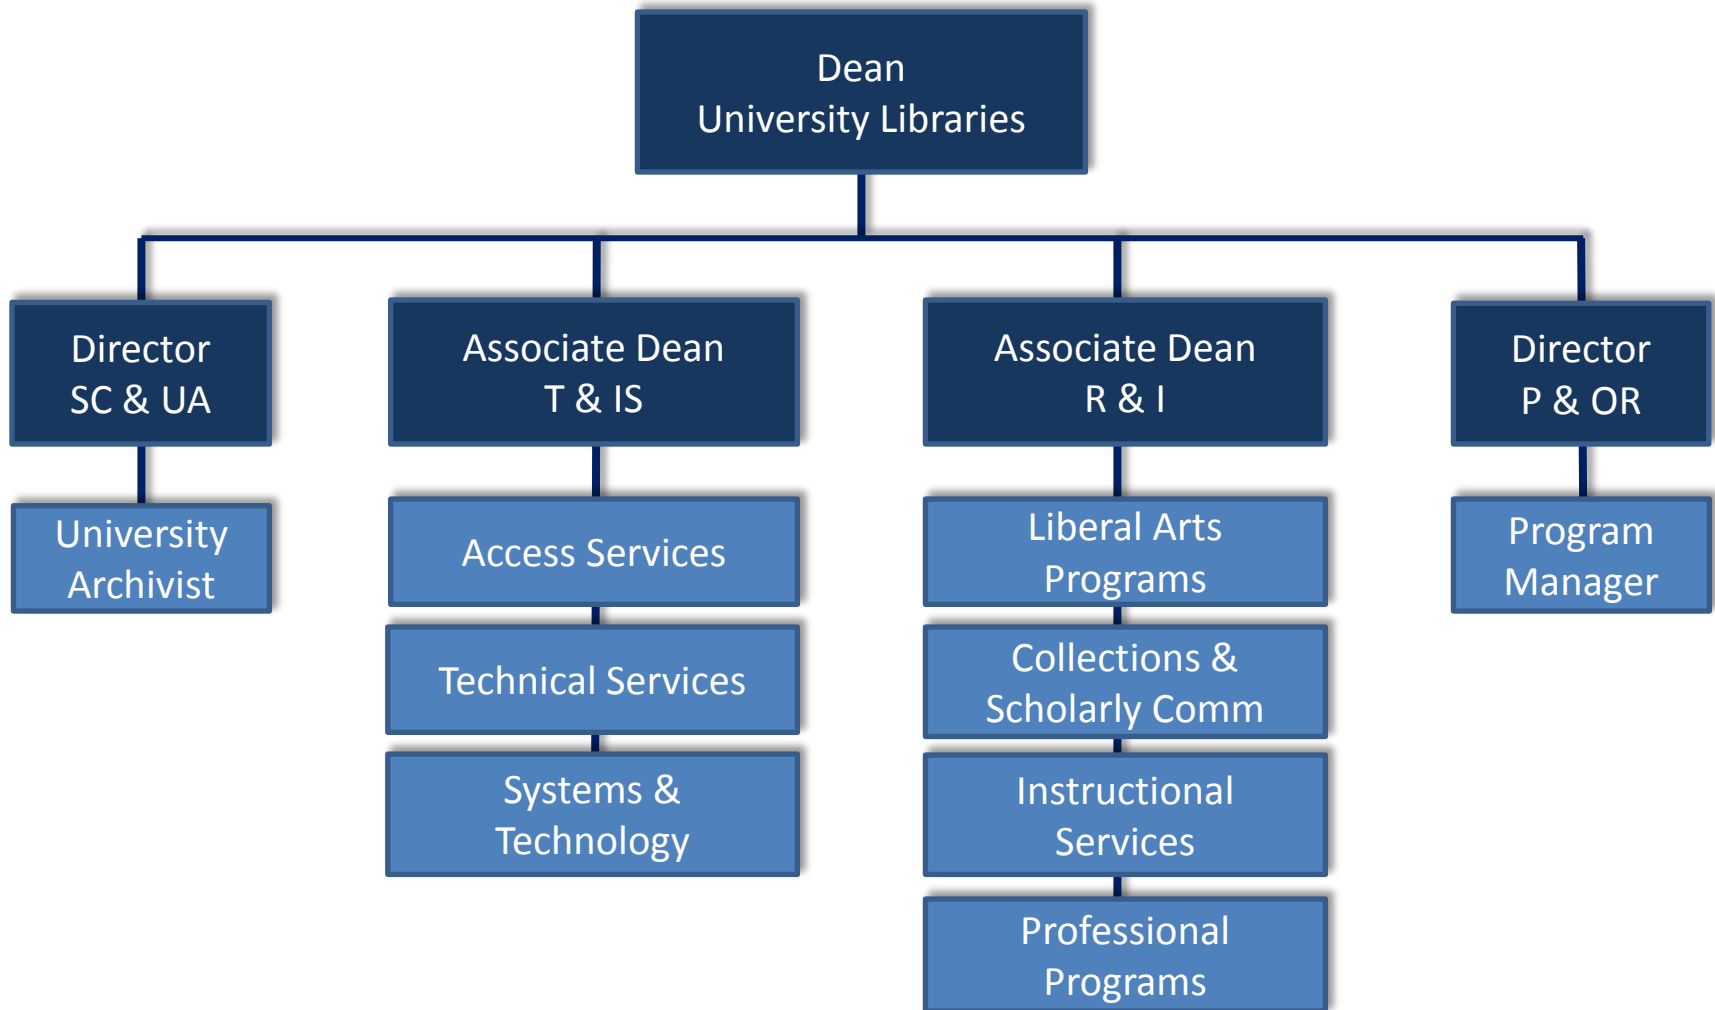 Dean
University Libraries
Director
SC & UA
Associate Dean
T & IS
Associate Dean
R & I
Director
P & OR
University
Archivist
Access Services
Liberal Arts
Programs
Program
Manager
Technical Services
Collections &
Scholarly Comm
Systems &
Technology
Instructional
Services
Professional
Programs